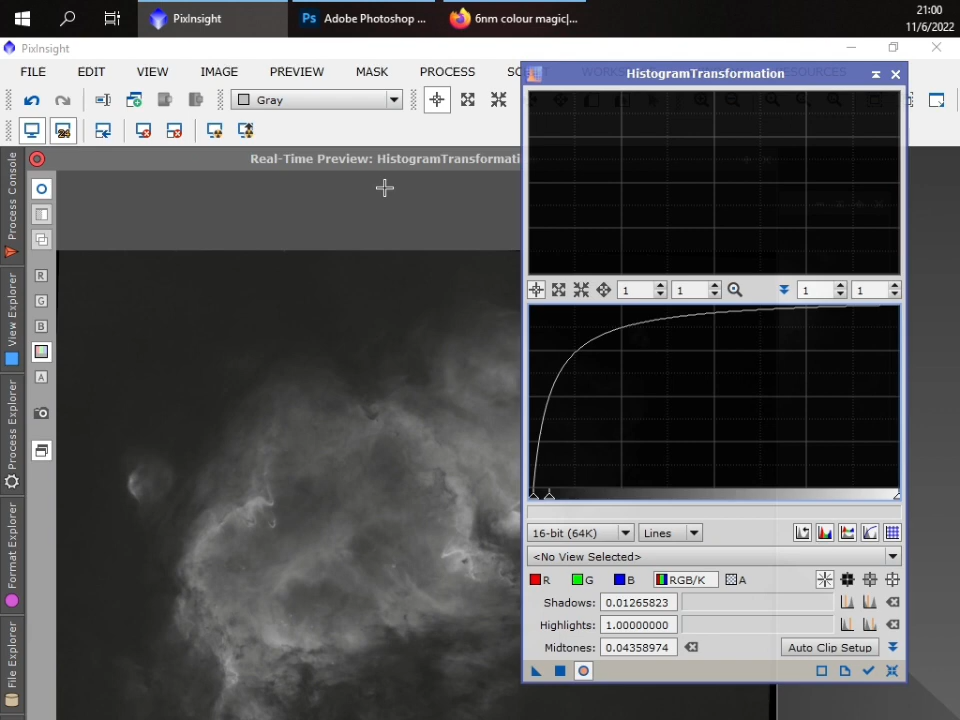 PixInsight
Adobe Photoshop ...
6nm colour magic|...
21:00
11/6/2022
PixInsight
FILE EDIT VIEW IMAGE PREVIEW MASK PROCESS
HistogramTransformation
Gray
Real-Time Preview: HistogramTransformati
Process Console
View Explorer
Process Explorer
Format Explorer
File Explorer
R
G
B
A
1 1 1 1
16-bit (64K) Lines
<No View Selected>
R G B RGB/K A
Shadows: 0.01265823
Highlights: 1.00000000
Midtones: 0.04358974 Auto Clip Setup